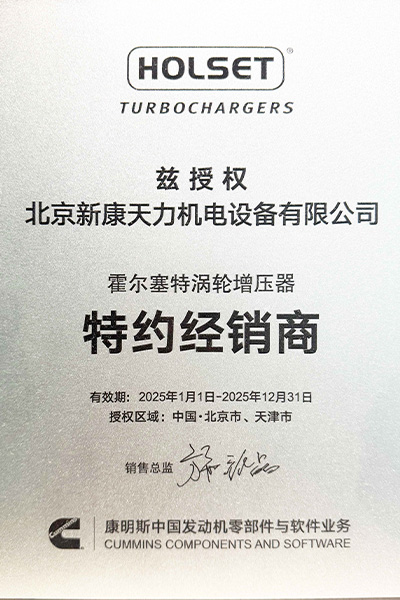 HOLSET®
TURBOCHARGERS
兹授权
北京新康天力机电设备有限公司
霍尔塞特涡轮增压器
特约经销商
有效期：2025年1月1日-2025年12月31日
授权区域：中国·北京市、天津市
销售总监
康明斯中国发动机零部件与软件业务
CUMMINS COMPONENTS AND SOFTWARE